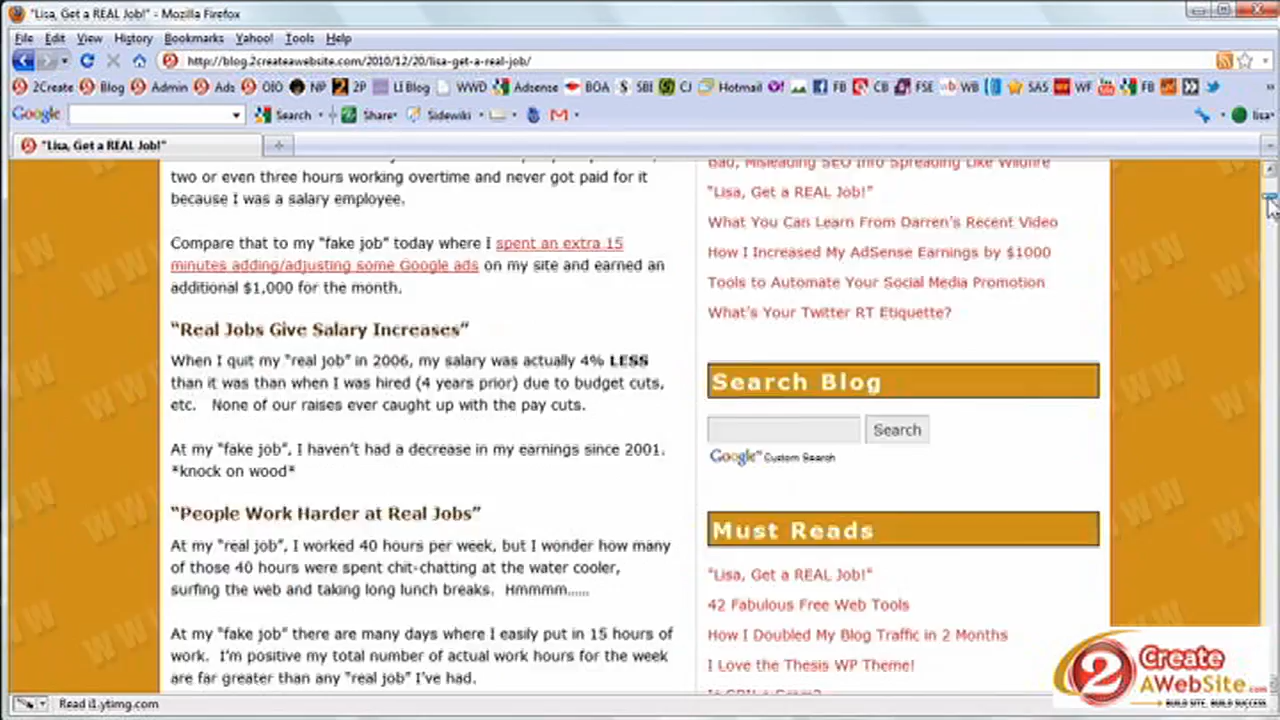 "Lisa, Get a REAL Job!" - Mozilla Firefox
File Edit View History Bookmarks Yahoo! Tools Help
http://blog.2createawebsite.com/2010/12/20/lisa-get-a-real-job/
2Create Blog Admin Ads OIO NP 2P LI Blog WWD Adsense BOA SBI CJ Hotmail Y! FB CB FSE WB SAS WF FB
Google Search Share Sidewiki lisa
"Lisa, Get a REAL Job!"
two or even three hours working overtime and never got paid for it
because I was a salary employee.
Compare that to my "fake job" today where I spent an extra 15
minutes adding/adjusting some Google ads on my site and earned an
additional $1,000 for the month.
"Real Jobs Give Salary Increases"
When I quit my "real job" in 2006, my salary was actually 4% LESS
than it was than when I was hired (4 years prior) due to budget cuts,
etc. None of our raises ever caught up with the pay cuts.
At my "fake job", I haven't had a decrease in my earnings since 2001.
*knock on wood*
"People Work Harder at Real Jobs"
At my "real job", I worked 40 hours per week, but I wonder how many
of those 40 hours were spent chit-chatting at the water cooler,
surfing the web and taking long lunch breaks. Hmmmm......
At my "fake job" there are many days where I easily put in 15 hours of
work. I'm positive my total number of actual work hours for the week
are far greater than any "real job" I've had.
Bad, Misleading SEO Info Spreading Like Wildfire
"Lisa, Get a REAL Job!"
What You Can Learn From Darren's Recent Video
How I Increased My AdSense Earnings by $1000
Tools to Automate Your Social Media Promotion
What's Your Twitter RT Etiquette?
Search Blog
Search
Google™ Custom Search
Must Reads
"Lisa, Get a REAL Job!"
42 Fabulous Free Web Tools
How I Doubled My Blog Traffic in 2 Months
I Love the Thesis WP Theme!
2 Create
AWebSite.com
BUILD SITE. BUILD SUCCESS
Read i1.ytimg.com